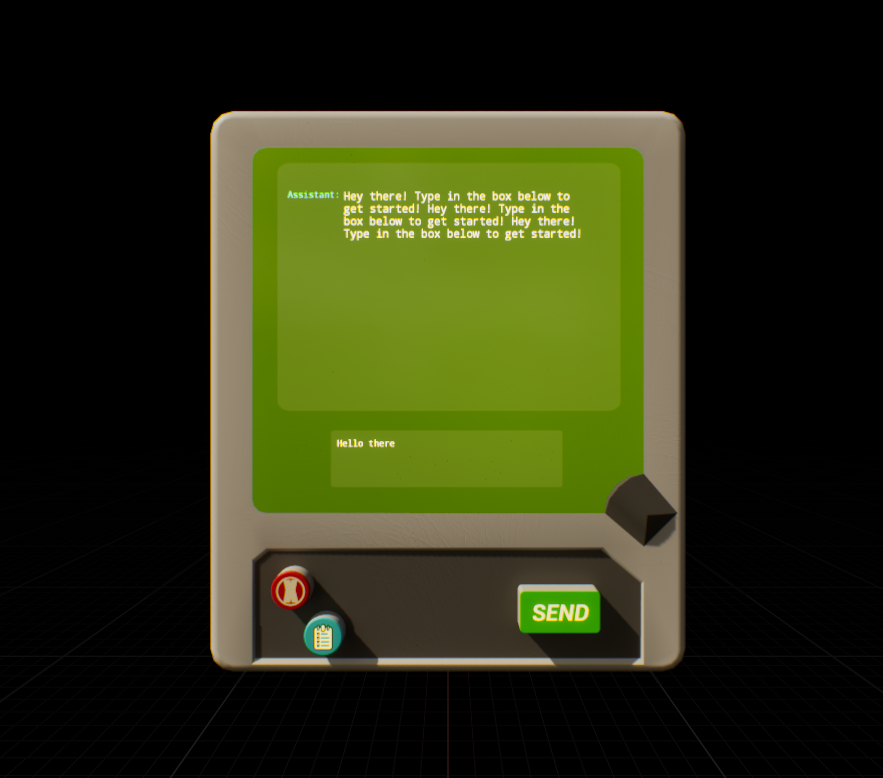 Assistant: Hey there! Type in the box below to
get started! Hey there! Type in the
box below to get started! Hey there!
Type in the box below to get started!
Hello there
SEND